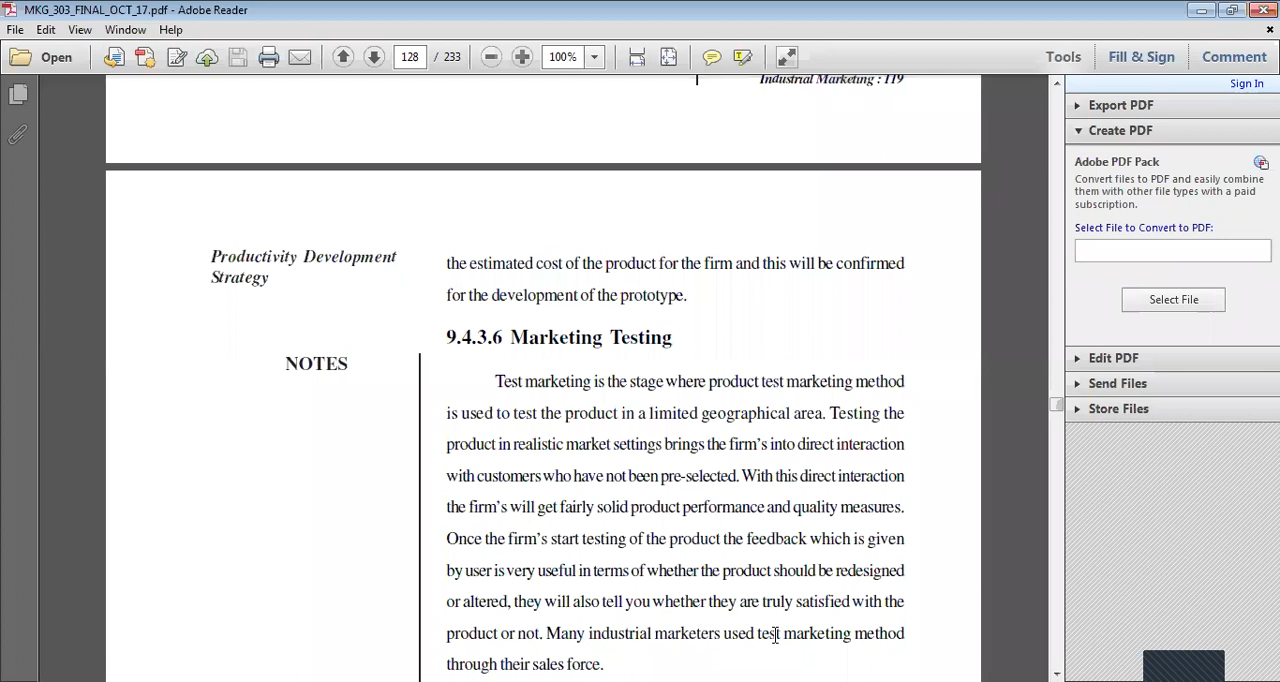 MKG_303_FINAL_OCT_17.pdf - Adobe Reader
File Edit View Window Help
Open 128 / 233 100% Tools Fill & Sign Comment
Industrial Marketing : 119
Sign In
Export PDF
Create PDF
Adobe PDF Pack
Convert files to PDF and easily combine
them with other file types with a paid
subscription.
Select File to Convert to PDF:
Select File
Edit PDF
Send Files
Store Files
Productivity Development
Strategy
NOTES
the estimated cost of the product for the firm and this will be confirmed
for the development of the prototype.
9.4.3.6 Marketing Testing
Test marketing is the stage where product test marketing method
is used to test the product in a limited geographical area. Testing the
product in realistic market settings brings the firm's into direct interaction
with customers who have not been pre-selected. With this direct interaction
the firm's will get fairly solid product performance and quality measures.
Once the firm's start testing of the product the feedback which is given
by user is very useful in terms of whether the product should be redesigned
or altered, they will also tell you whether they are truly satisfied with the
product or not. Many industrial marketers used test marketing method
through their sales force.